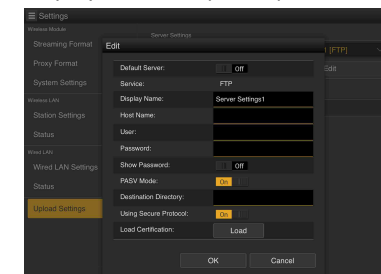 Settings
Wireless Module
Server Settings
Streaming Format
Edit
1 [FTP]
Proxy Format
Default Server: Off
Edit
System Settings
Service: FTP
Wireless LAN
Display Name: Server Settings1
Station Settings
Host Name:
Status
User:
Wired LAN
Password:
Wired LAN Settings
Show Password: Off
Status
PASV Mode: On
Upload Settings
Destination Directory:
Using Secure Protocol: On
Load Certification: Load
OK Cancel